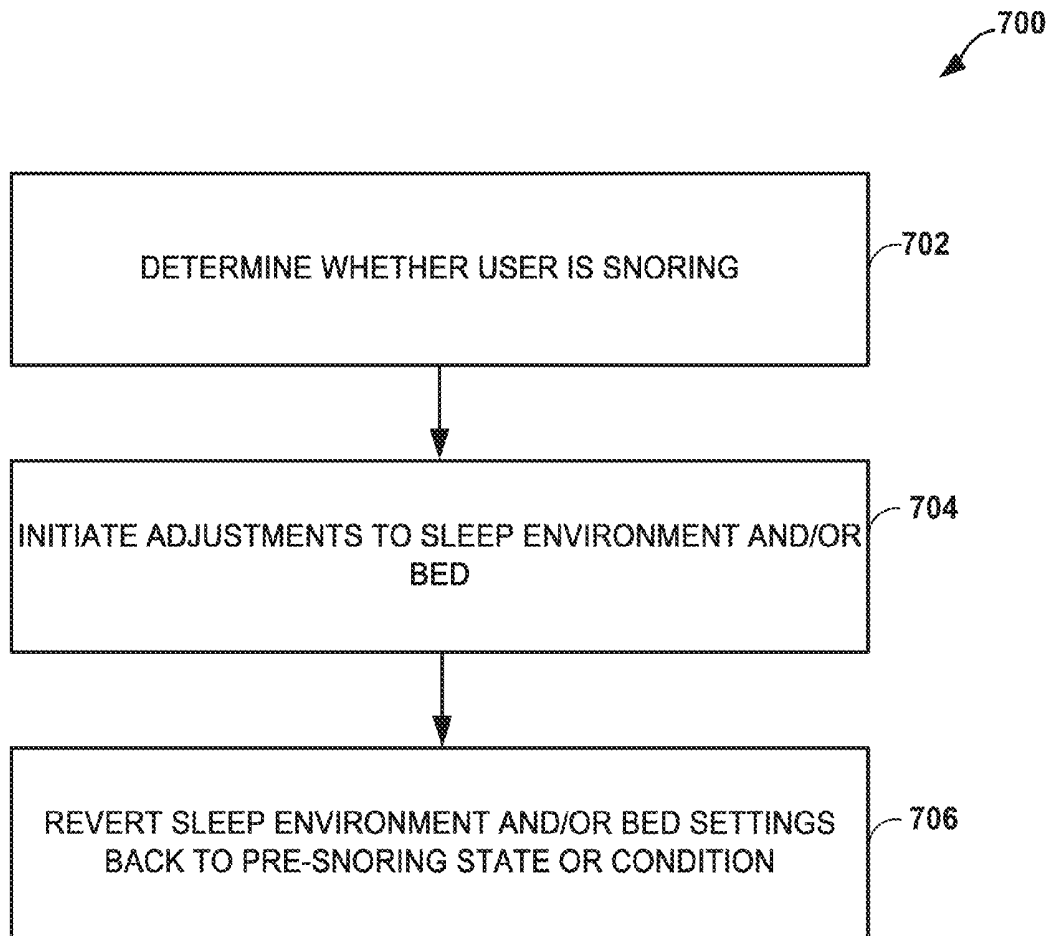 700
DETERMINE WHETHER USER IS SNORING
702
INITIATE ADJUSTMENTS TO SLEEP ENVIRONMENT AND/OR
BED
704
REVERT SLEEP ENVIRONMENT AND/OR BED SETTINGS
BACK TO PRE-SNORING STATE OR CONDITION
706